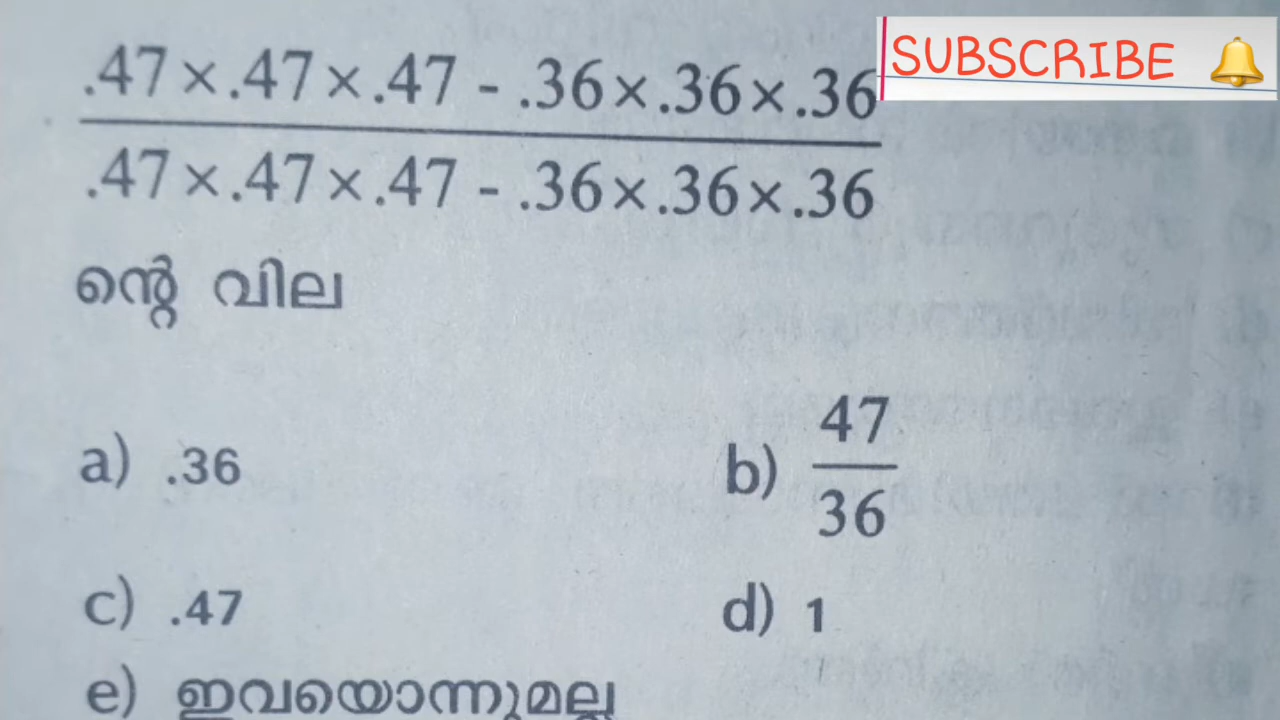 .47×.47×.47 - .36×.36×.36
SUBSCRIBE
.47×.47×.47 - .36×.36×.36
ന്റെ വില
a) .36
b) 47
36
c) .47
d) 1
e) ഇവയൊന്നുമല്ല